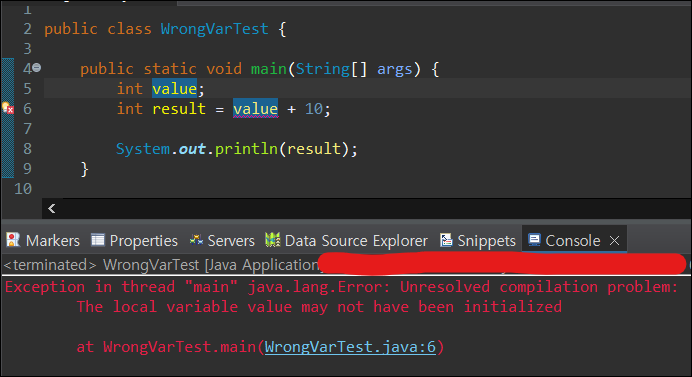 1
2 public class WrongVarTest {
3
4 public static void main(String[] args) {
5 int value;
6 int result = value + 10;
7
8 System.out.println(result);
9 }
10
Markers Properties Servers Data Source Explorer Snippets Console
<terminated> WrongVarTest [Java Application]
Exception in thread "main" java.lang.Error: Unresolved compilation problem:
The local variable value may not have been initialized
at WrongVarTest.main(WrongVarTest.java:6)